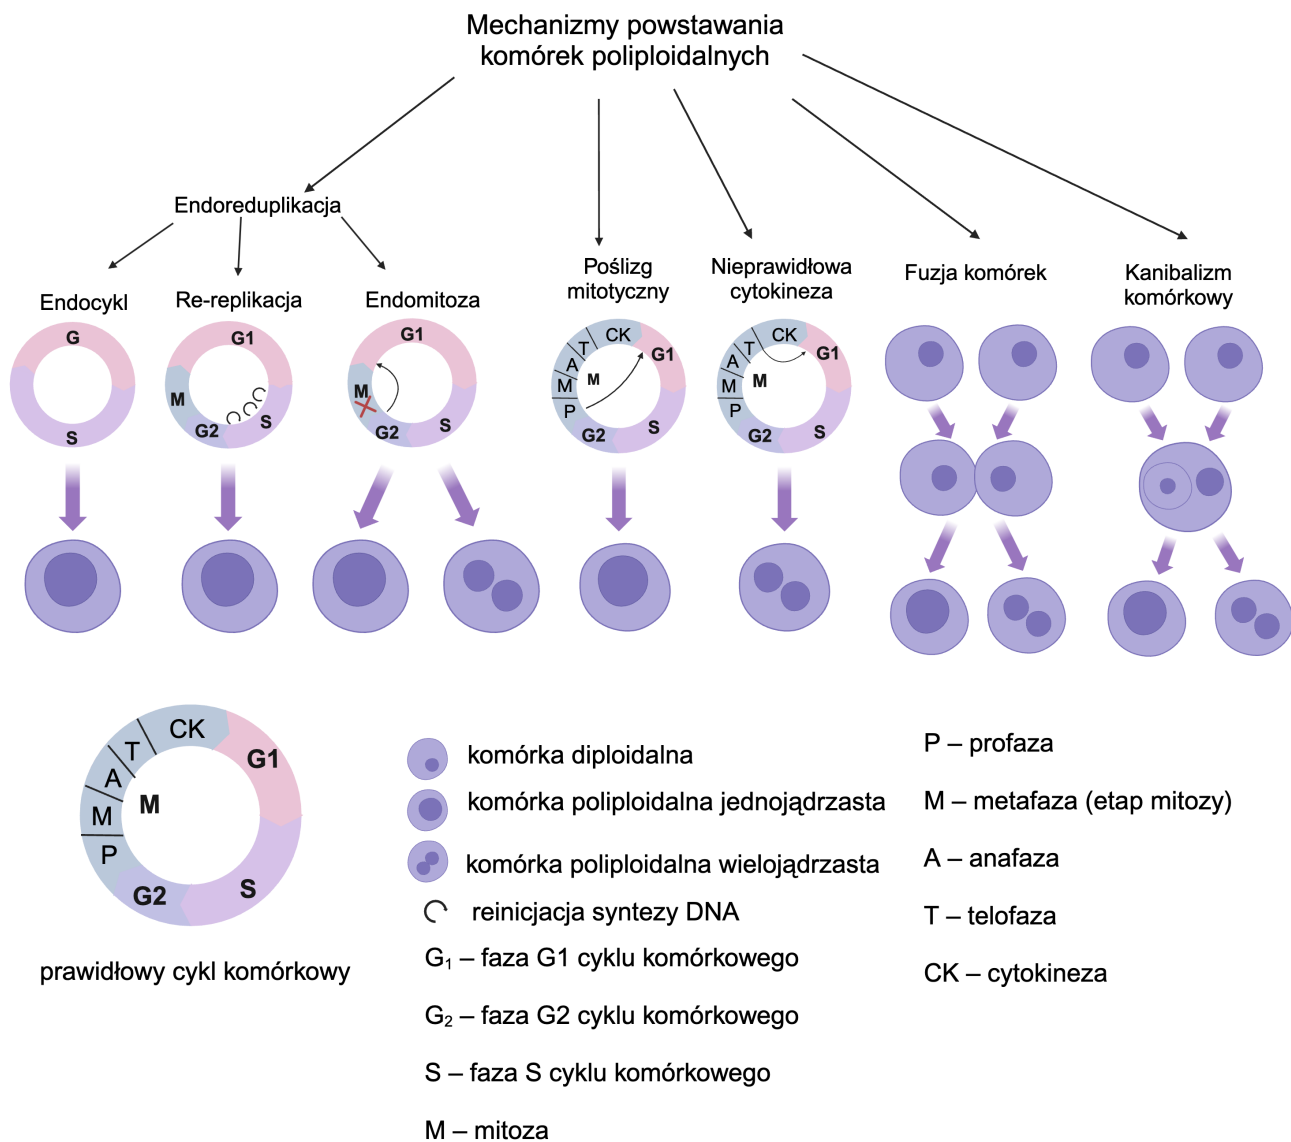 Mechanizmy powstawania
komórek poliploidalnych
Endoreduplikacja
Endocykl
Re-replikacja
Endomitoza
Poślizg
mitotyczny
Nieprawidłowa
cytokineza
Fuzja komórek
Kanibalizm
komórkowy
G
S
G1
M
G2
S
G1
M
G2
S
CK
T
A
M
P
M
G1
G2
S
CK
T
A
M
P
M
G1
G2
S
CK
T
A
M
P
M
G1
G2
S
prawidłowy cykl komórkowy
komórka diploidalna
komórka poliploidalna jednojądrzasta
komórka poliploidalna wielojądrzasta
reinicjacja syntezy DNA
G₁ – faza G1 cyklu komórkowego
G₂ – faza G2 cyklu komórkowego
S – faza S cyklu komórkowego
M – mitoza
P – profaza
M – metafaza (etap mitozy)
A – anafaza
T – telofaza
CK – cytokineza